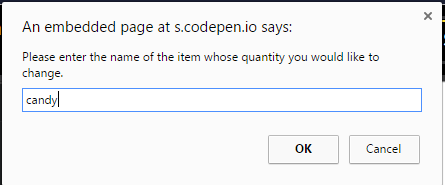 An embedded page at s.codepen.io says:
Please enter the name of the item whose quantity you would like to
change.
candy
OK Cancel